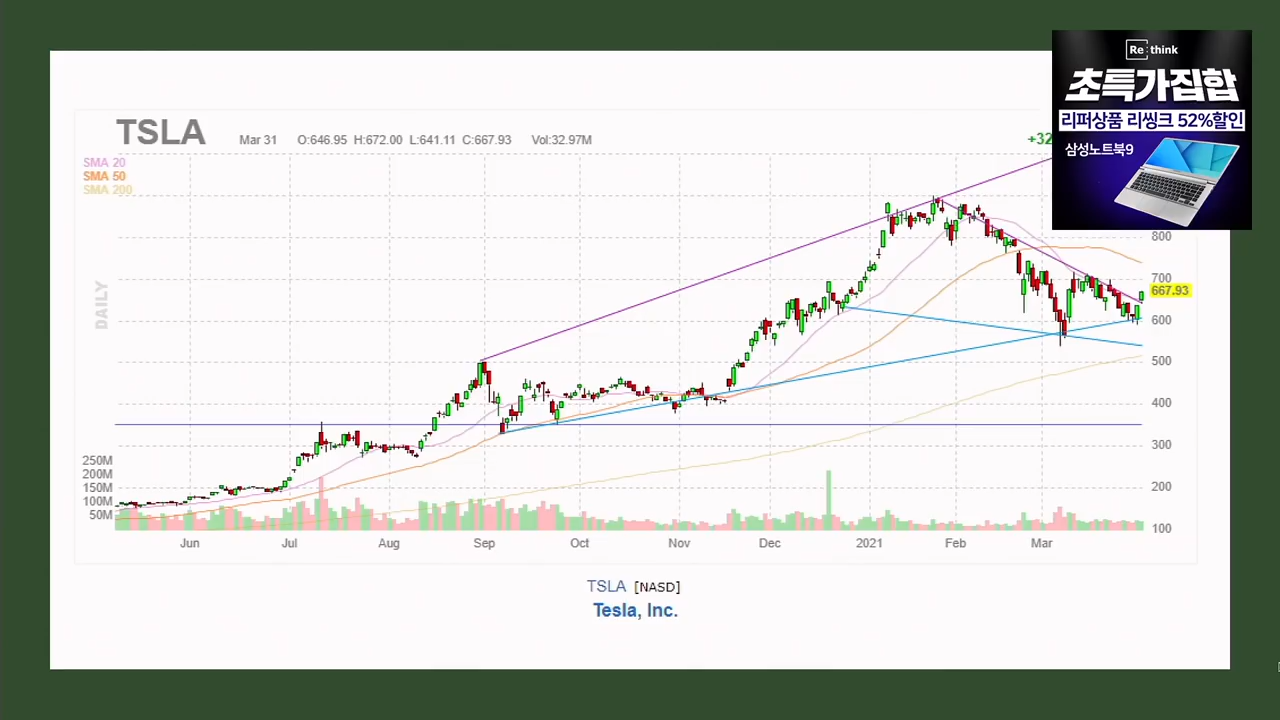 Re:think
초특가집합
리퍼상품 리씽크 52%할인
삼성노트북9
TSLA Mar 31 O:646.95 H:672.00 L:641.11 C:667.93 Vol:32.97M
+32
SMA 20
SMA 50
SMA 200
DAILY
800
700
667.93
600
500
400
300
200
100
250M
200M
150M
100M
50M
Jun Jul Aug Sep Oct Nov Dec 2021 Feb Mar
TSLA [NASD]
Tesla, Inc.